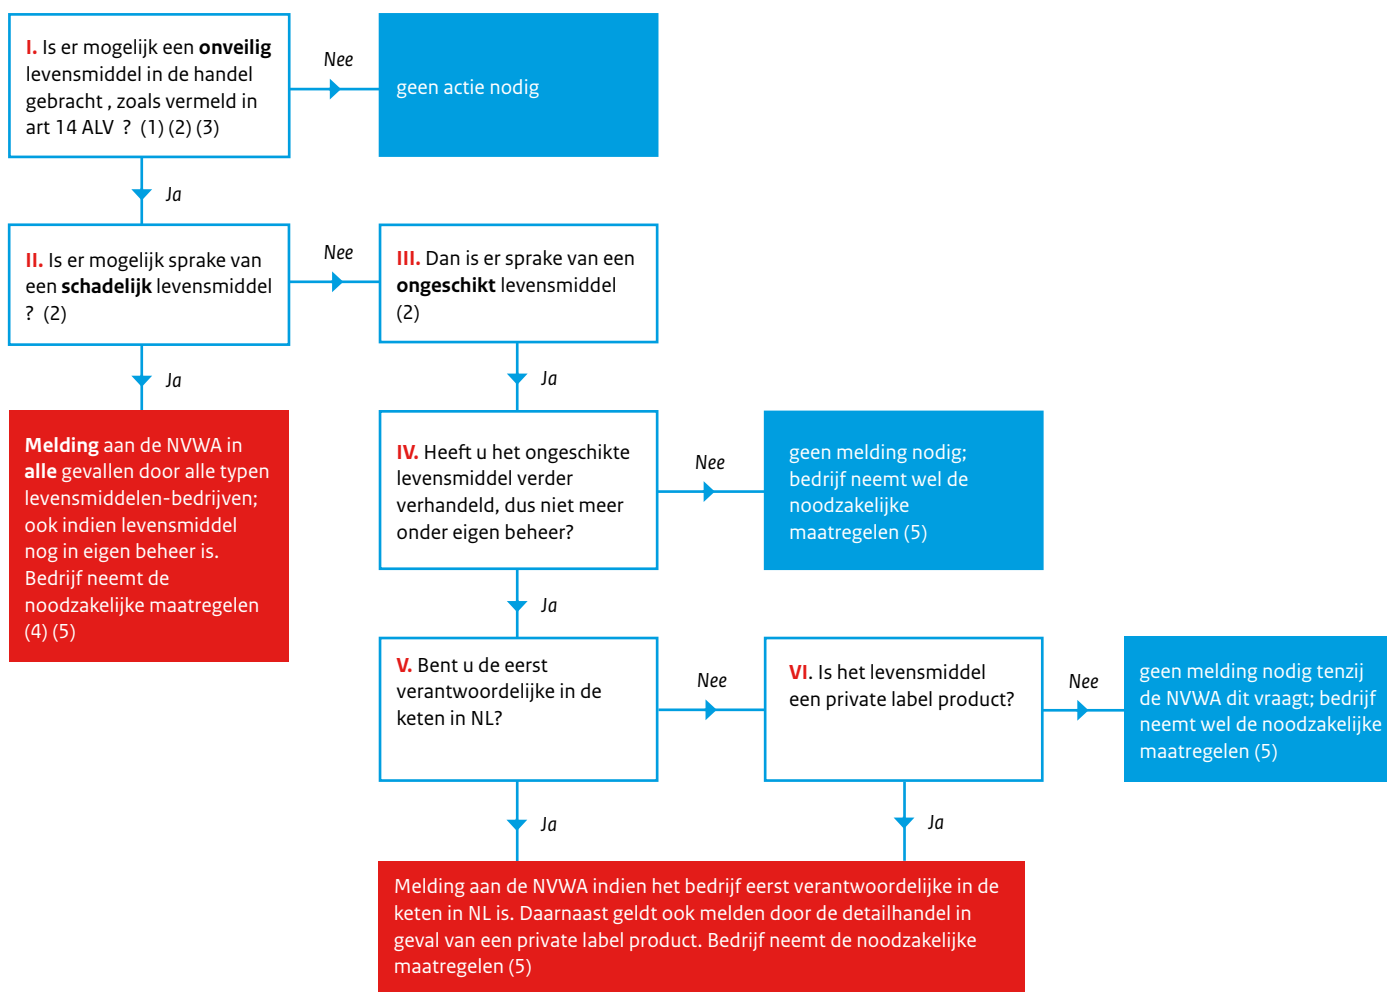 I. Is er mogelijk een onveilig
levensmiddel in de handel
gebracht , zoals vermeld in
art 14 ALV ? (1) (2) (3)
Nee
geen actie nodig
Ja
II. Is er mogelijk sprake van
een schadelijk levensmiddel
? (2)
Nee
III. Dan is er sprake van een
ongeschikt levensmiddel
(2)
Ja
Ja
Melding aan de NVWA in
alle gevallen door alle typen
levensmiddelen-bedrijven;
ook indien levensmiddel
nog in eigen beheer is.
Bedrijf neemt de
noodzakelijke maatregelen
(4) (5)
IV. Heeft u het ongeschikte
levensmiddel verder
verhandeld, dus niet meer
onder eigen beheer?
Nee
geen melding nodig;
bedrijf neemt wel de
noodzakelijke
maatregelen (5)
Ja
V. Bent u de eerst
verantwoordelijke in de
keten in NL?
Nee
VI. Is het levensmiddel
een private label product?
Nee
geen melding nodig tenzij
de NVWA dit vraagt; bedrijf
neemt wel de noodzakelijke
maatregelen (5)
Ja
Ja
Melding aan de NVWA indien het bedrijf eerst verantwoordelijke in de
keten in NL is. Daarnaast geldt ook melden door de detailhandel in
geval van een private label product. Bedrijf neemt de noodzakelijke
maatregelen (5)